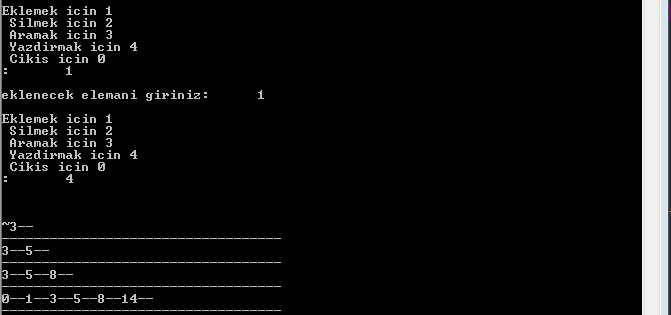 Eklemek icin 1
Silmek icin 2
Aramak icin 3
Yazdirmak icin 4
Cikis icin 0
: 1
eklenecek elemani giriniz: 1
Eklemek icin 1
Silmek icin 2
Aramak icin 3
Yazdirmak icin 4
Cikis icin 0
: 4
~3--
-----------------------------------
3--5--
-----------------------------------
3--5--8--
-----------------------------------
0--1--3--5--8--14--
-----------------------------------